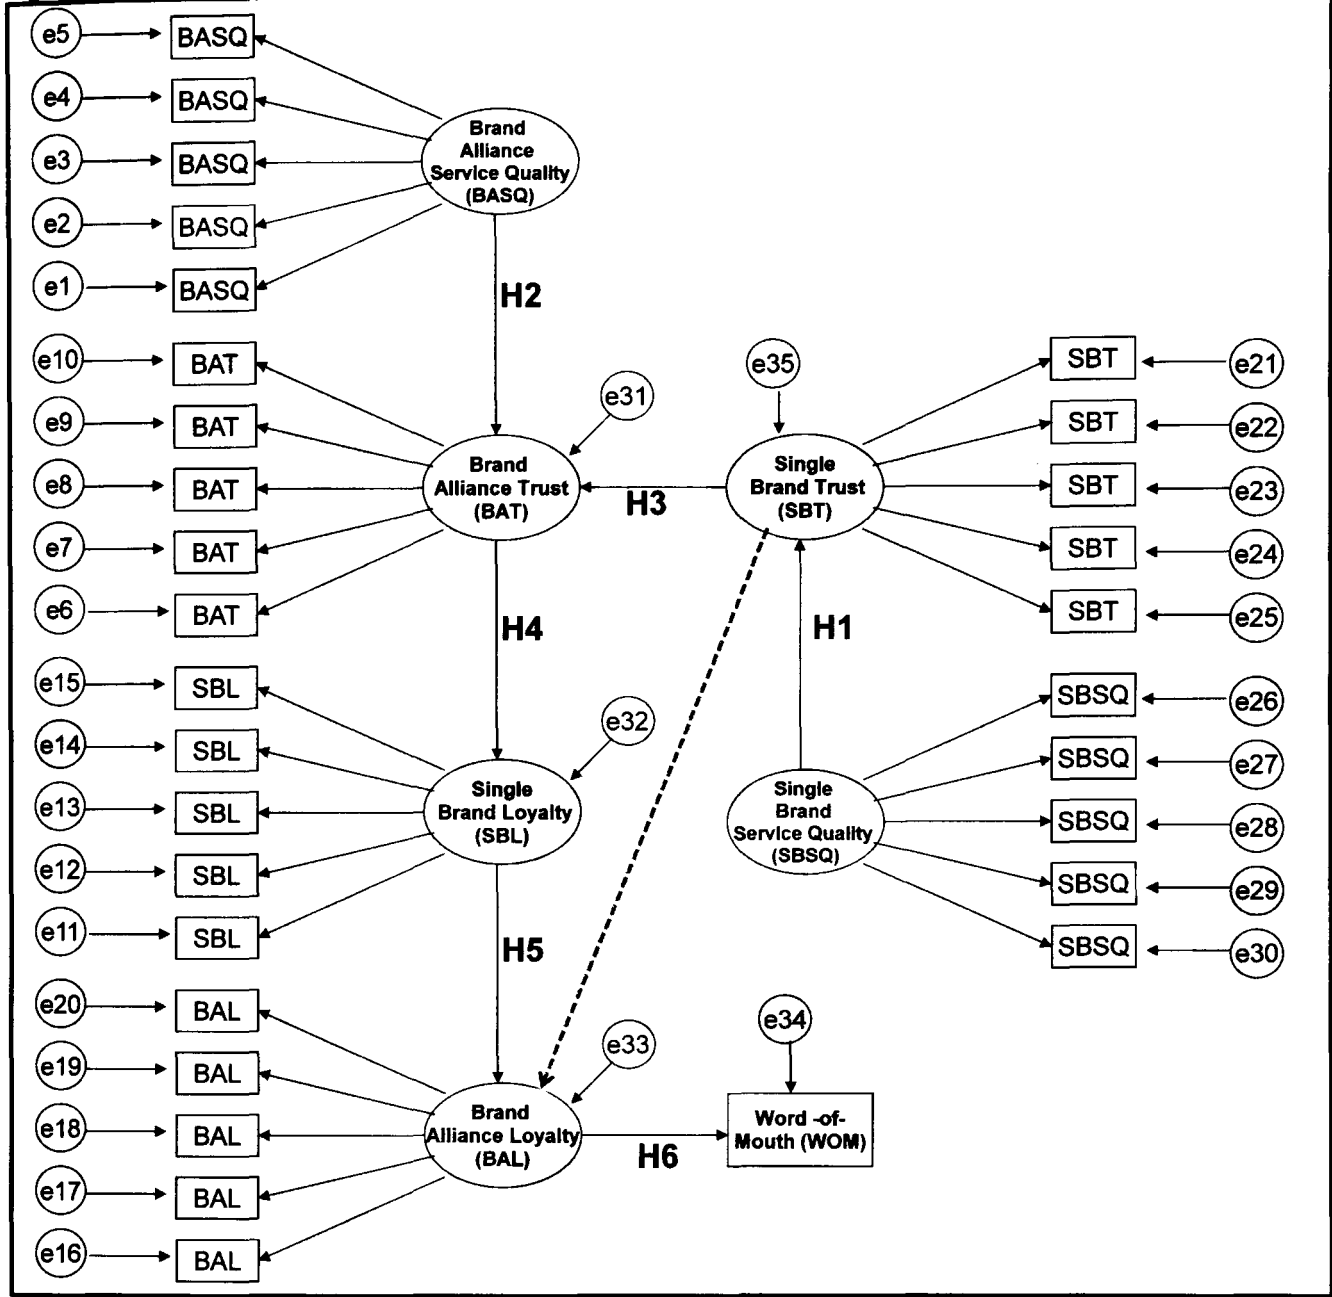 e5
BASQ
e4
BASQ
e3
BASQ
e2
BASQ
e1
BASQ
Brand
Alliance
Service Quality
(BASQ)
H2
e10
BAT
e9
BAT
e8
BAT
e7
BAT
e6
BAT
e31
Brand
Alliance Trust
(BAT)
H3
e35
Single
Brand Trust
(SBT)
SBT
e21
SBT
e22
SBT
e23
SBT
e24
SBT
e25
H4
H1
e15
SBL
e14
SBL
e13
SBL
e12
SBL
e11
SBL
e32
Single
Brand Loyalty
(SBL)
Single
Brand
Service Quality
(SBSQ)
SBSQ
e26
SBSQ
e27
SBSQ
e28
SBSQ
e29
SBSQ
e30
H5
e20
BAL
e19
BAL
e18
BAL
e17
BAL
e16
BAL
e33
Brand
Alliance Loyalty
(BAL)
H6
e34
Word -of-
Mouth (WOM)